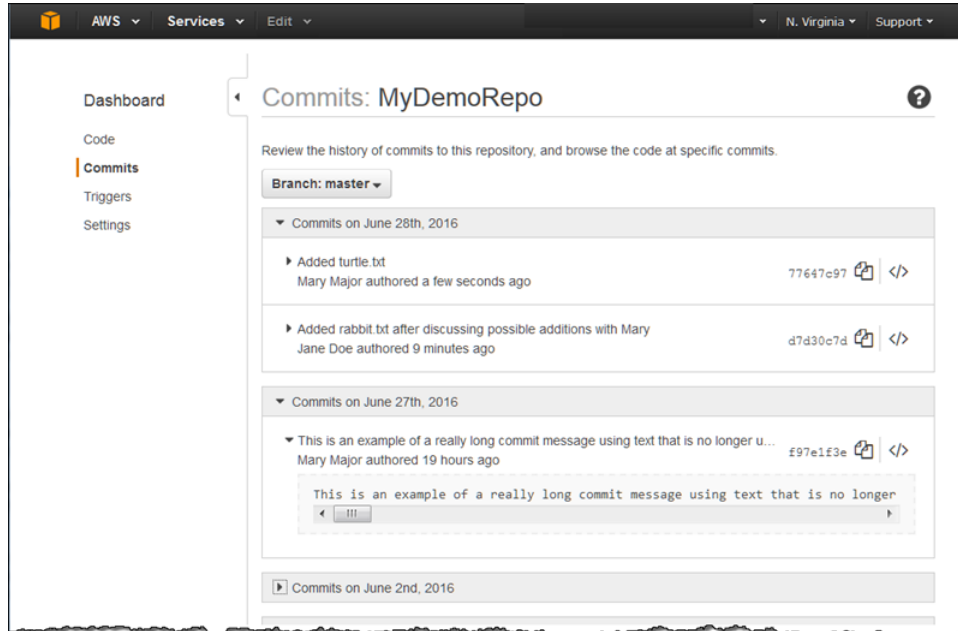 AWS Services Edit N. Virginia Support
Dashboard
Code
Commits
Triggers
Settings
Commits: MyDemoRepo
Review the history of commits to this repository, and browse the code at specific commits.
Branch: master
Commits on June 28th, 2016
Added turtle.txt
Mary Major authored a few seconds ago
77647c97
Added rabbit.txt after discussing possible additions with Mary
Jane Doe authored 9 minutes ago
d7d30c7d
Commits on June 27th, 2016
This is an example of a really long commit message using text that is no longer u...
Mary Major authored 19 hours ago
f97e1f3e
This is an example of a really long commit message using text that is no longer
Commits on June 2nd, 2016